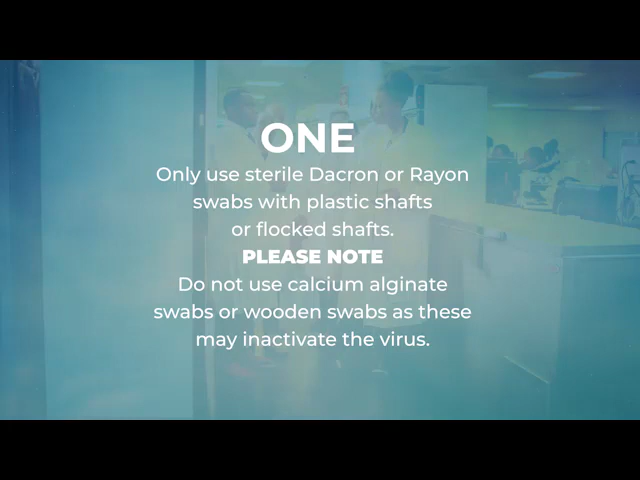 ONE
Only use sterile Dacron or Rayon
swabs with plastic shafts
or flocked shafts.
PLEASE NOTE
Do not use calcium alginate
swabs or wooden swabs as these
may inactivate the virus.